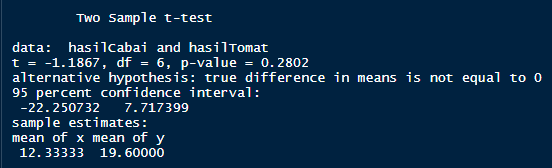 Two Sample t-test
data:  hasilCabai and hasilTomat
t = -1.1867, df = 6, p-value = 0.2802
alternative hypothesis: true difference in means is not equal to 0
95 percent confidence interval:
 -22.250732   7.717399
sample estimates:
mean of x mean of y
 12.33333  19.60000